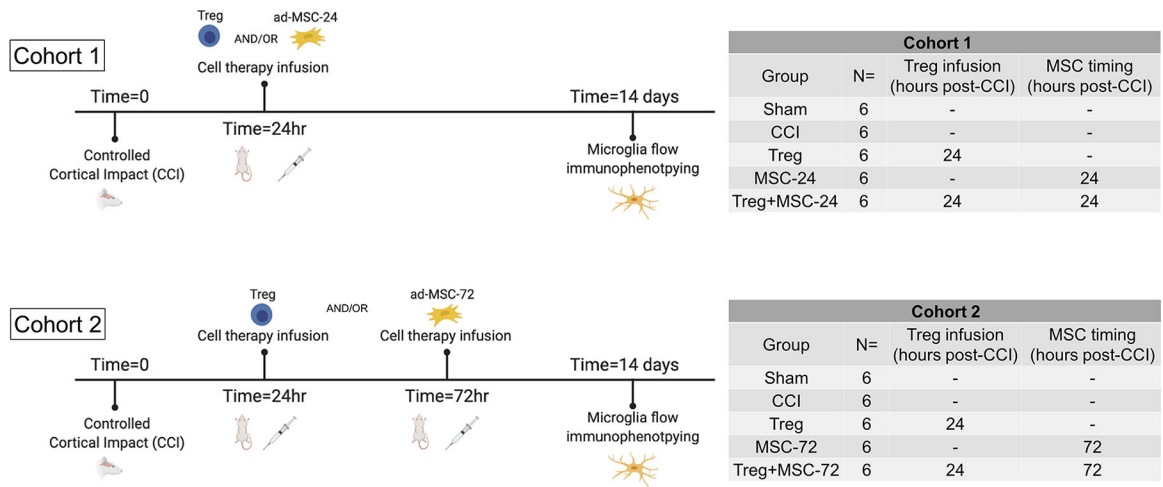 Treg ad-MSC-24
Cohort 1
AND/OR
Cell therapy infusion
Time=0
Time=14 days
Time=24hr
Controlled
Cortical Impact (CCI)
Microglia flow
immunophenotpying
Cohort 1
Group N= Treg infusion (hours post-CCI) MSC timing (hours post-CCI)
Sham 6 - -
CCI 6 - -
Treg 6 24 -
MSC-24 6 - 24
Treg+MSC-24 6 24 24
Treg ad-MSC-72
AND/OR
Cohort 2
Cell therapy infusion Cell therapy infusion
Time=0
Time=14 days
Time=24hr Time=72hr
Controlled
Cortical Impact (CCI)
Microglia flow
immunophenotpying
Cohort 2
Group N= Treg infusion (hours post-CCI) MSC timing (hours post-CCI)
Sham 6 - -
CCI 6 - -
Treg 6 24 -
MSC-72 6 - 72
Treg+MSC-72 6 24 72